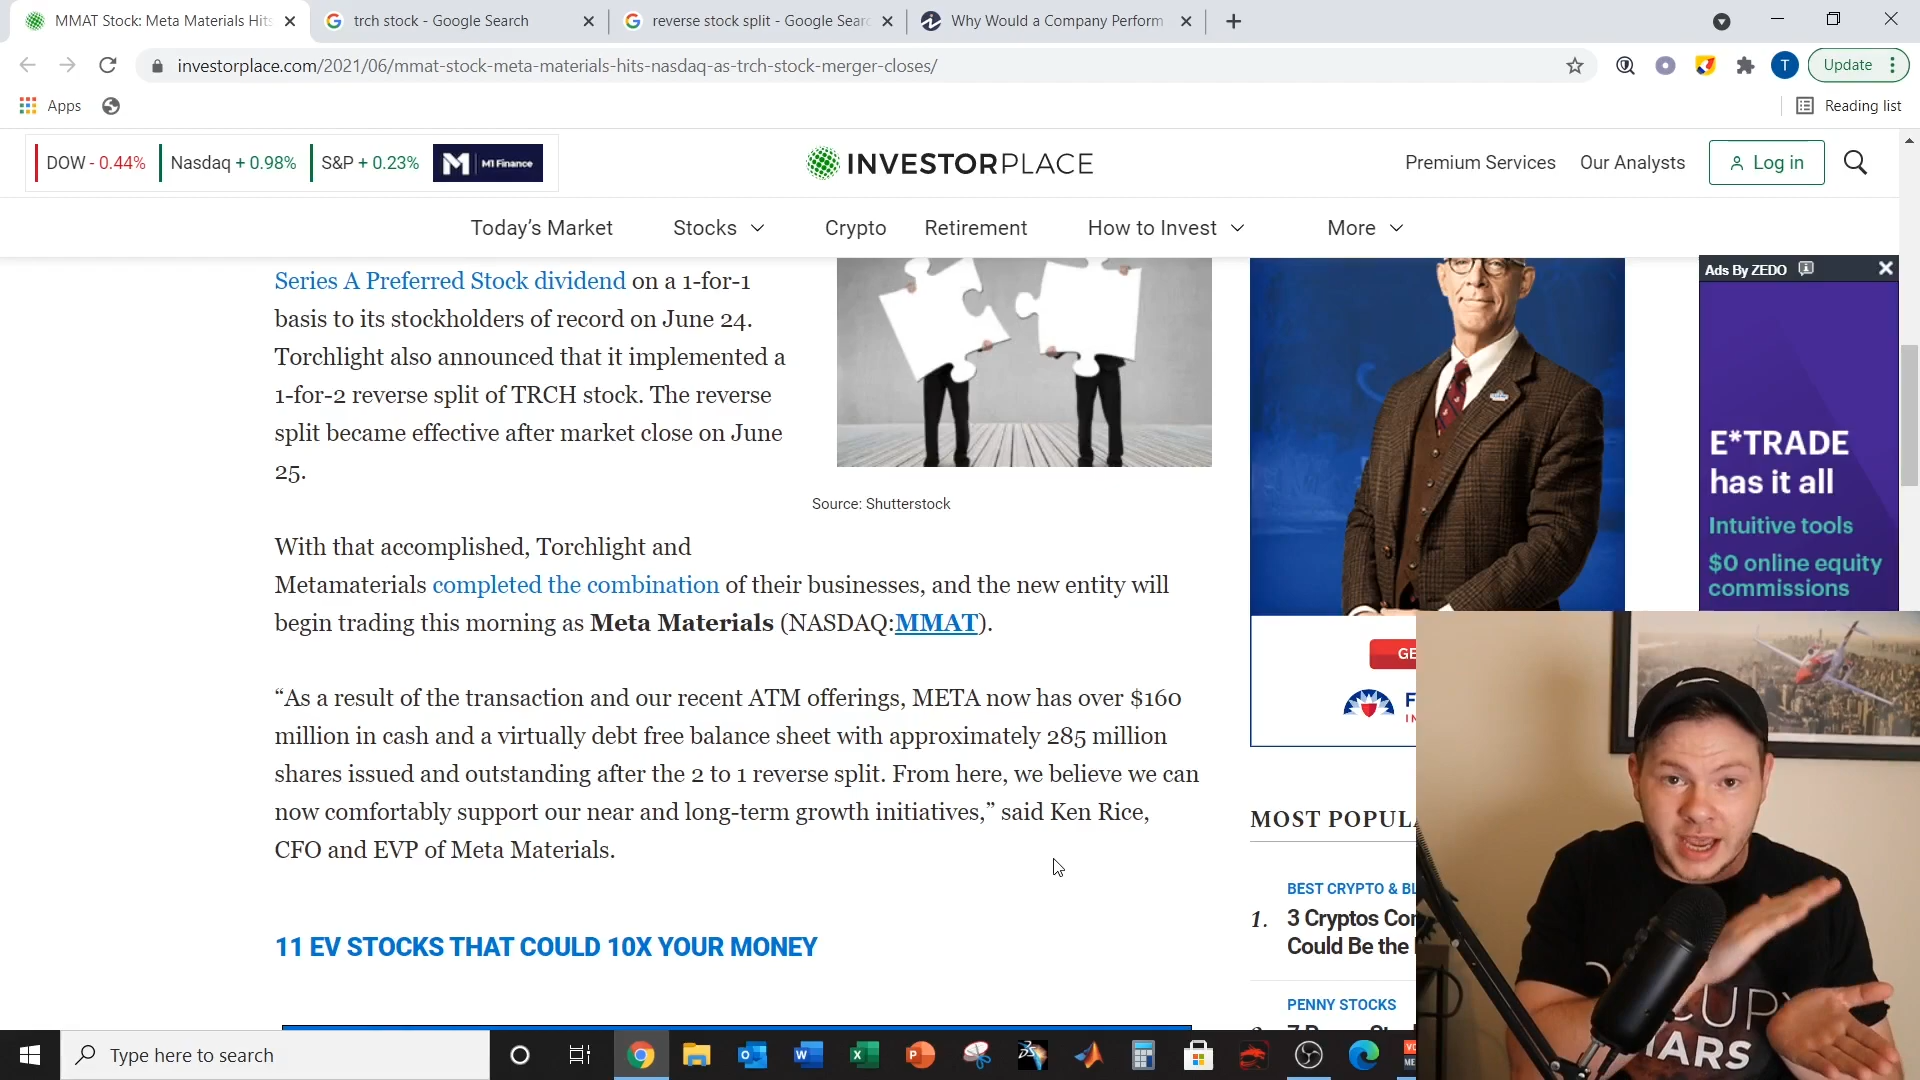 MMAT Stock: Meta Materials Hits
trch stock - Google Search
reverse stock split - Google Sear
Why Would a Company Perform
investorplace.com/2021/06/mmat-stock-meta-materials-hits-nasdaq-as-trch-stock-merger-closes/
T
Update
Apps
Reading list
DOW - 0.44%
Nasdaq + 0.98%
S&P + 0.23%
M1 Finance
INVESTORPLACE
Premium Services
Our Analysts
Log in
Today's Market
Stocks
Crypto
Retirement
How to Invest
More
Series A Preferred Stock dividend on a 1-for-1
basis to its stockholders of record on June 24.
Torchlight also announced that it implemented a
1-for-2 reverse split of TRCH stock. The reverse
split became effective after market close on June
25.
Source: Shutterstock
With that accomplished, Torchlight and
Metamaterials completed the combination of their businesses, and the new entity will
begin trading this morning as Meta Materials (NASDAQ:MMAT).
“As a result of the transaction and our recent ATM offerings, META now has over $160
million in cash and a virtually debt free balance sheet with approximately 285 million
shares issued and outstanding after the 2 to 1 reverse split. From here, we believe we can
now comfortably support our near and long-term growth initiatives,” said Ken Rice,
CFO and EVP of Meta Materials.
11 EV STOCKS THAT COULD 10X YOUR MONEY
Ads By ZEDO
E*TRADE
has it all
Intuitive tools
$0 online equity
commissions
GE
F
IN
MOST POPULA
BEST CRYPTO & BL
1. 3 Cryptos Co
Could Be the
PENNY STOCKS
CUPY
MARS
Type here to search